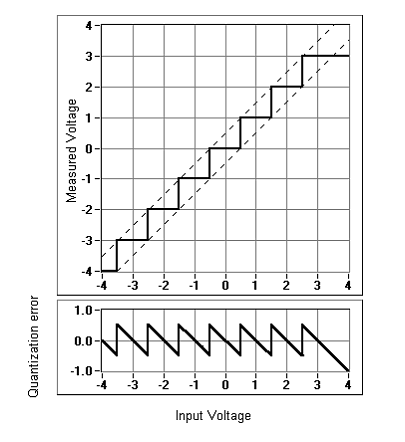 Measured Voltage
4
3
2
1
0
-1
-2
-3
-4
-4 -3 -2 -1 0 1 2 3 4
Quantization error
1.0
0.0
-1.0
-4 -3 -2 -1 0 1 2 3 4
Input Voltage